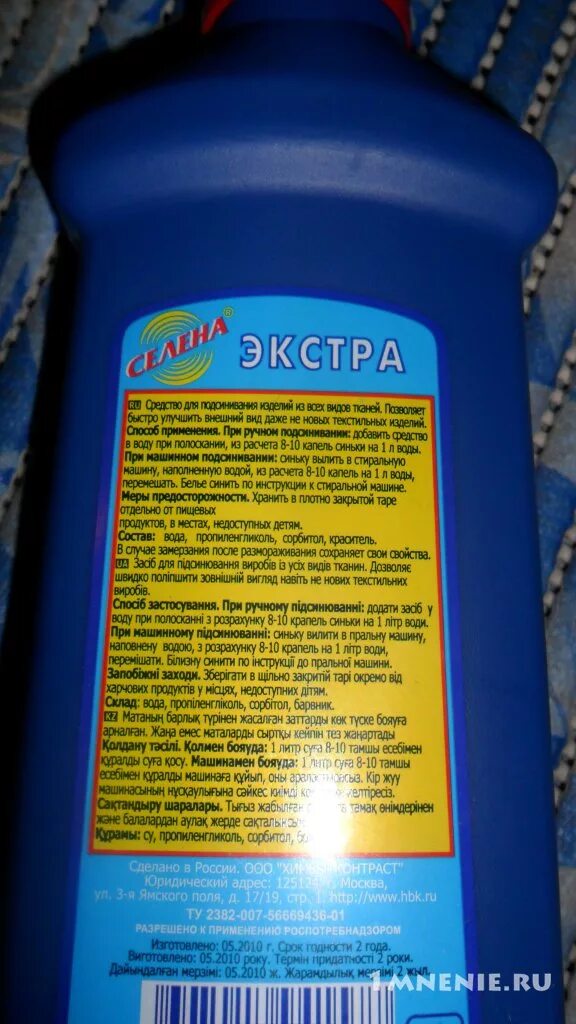 СЕЛЕНА® ЭКСТРА
RU Средство для подсинивания изделий из всех видов тканей. Позволяет
быстро улучшить внешний вид даже не новых текстильных изделий.
Способ применения. При ручном подсинивании: добавить средство
в воду при полоскании, из расчета 8-10 капель синьки на 1 л воды.
При машинном подсинивании: синьку вылить в стиральную
машину, наполненную водой, из расчета 8-10 капель на 1 л воды,
перемешать. Белье синить по инструкции к стиральной машине.
Меры предосторожности. Хранить в плотно закрытой таре
отдельно от пищевых
продуктов, в местах, недоступных детям.
Состав: вода, пропиленгликоль, сорбитол, краситель.
В случае замерзания после размораживания сохраняет свои свойства.
UA Засіб для підсинювання виробів із усіх видів тканин. Дозволяє
швидко поліпшити зовнішній вигляд навіть не нових текстильних
виробів.
Спосіб застосування. При ручному підсинюванні: додати засіб у
воду при полосканні з розрахунку 8-10 крапель синьки на 1 літр води.
При машинному підсинюванні: синьку вилити в пральну машину,
наповнену водою, з розрахунку 8-10 крапель на 1 літр води,
перемішати. Білизну синити по інструкції до пральної машини.
Запобіжні заходи. Зберігати в щільно закритій тарі окремо від
харчових продуктів у місцях, недоступних дітям.
Склад: вода, пропіленгліколь, сорбітол, барвник.
KZ Матаның барлық түрінен жасалған заттарды көк түске бояуға
арналған. Жаңа емес маталарды сыртқы кейпін тез жаңартады
Қолдану тәсілі. Қолмен бояуда: 1 литр суға 8-10 тамшы есебімен
құралды суға қосу. Машинамен бояуда: 1 литр суға 8-10 тамшы
есебімен құралды машинаға құйып, оны араластырсыз. Кір жуу
машинасының нұсқаулығына сәйкес киімді келтіресіз.
Сақтандыру шаралары. Тығыз жабылған тамақ өнімдерінен
және балалардан аулақ жерде
Құрамы: су, пропиленгликоль, сорбитол,
Сделано в России. ООО "КОНТРАСТ"
Юридический адрес: Москва,
ул. 3-я Ямского поля, д. 17/19, стр. 1. http://www.hbk.ru
ТУ 2382-007-56669436-01
РАЗРЕШЕНО К ПРИМЕНЕНИЮ РОСПОТРЕБНАДЗОРОМ
Изготовлено: 05.2010 г. Срок годности 2 года.
Виготовлено: 05.2010 року. Термін придатності 2 роки.
Дайындалған мерзімі: 05.2010 ж. Жарамдылық мерзімі 2 жыл.
1MNENIE.RU